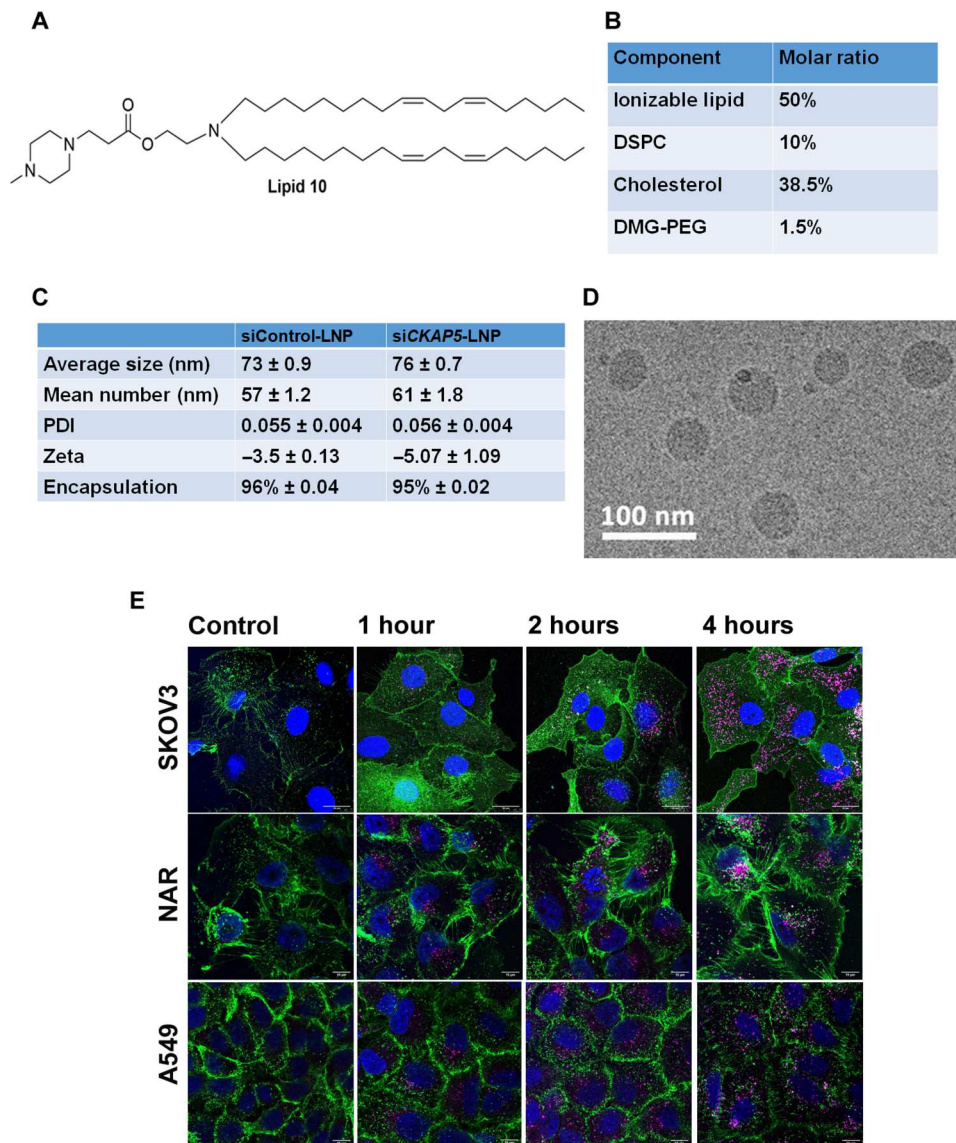 A
O
N
O
N
N
Lipid 10
B
Component Molar ratio
Ionizable lipid 50%
DSPC 10%
Cholesterol 38.5%
DMG-PEG 1.5%
C
siControl-LNP siCKAP5-LNP
Average size (nm) 73 ± 0.9 76 ± 0.7
Mean number (nm) 57 ± 1.2 61 ± 1.8
PDI 0.055 ± 0.004 0.056 ± 0.004
Zeta –3.5 ± 0.13 –5.07 ± 1.09
Encapsulation 96% ± 0.04 95% ± 0.02
D
100 nm
E
Control 1 hour 2 hours 4 hours
SKOV3
NAR
A549